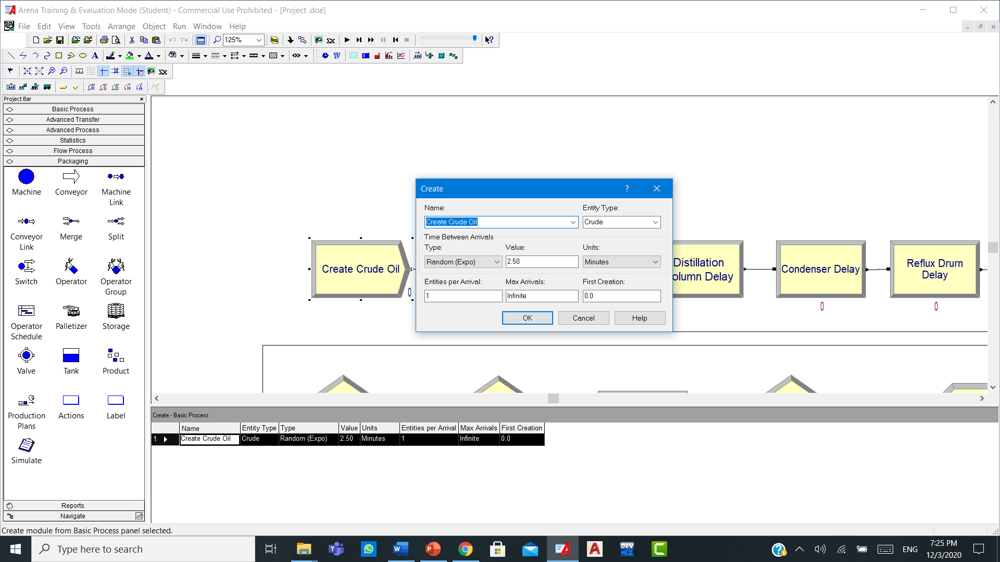 Arena Training & Evaluation Mode (Student) - Commercial Use Prohibited - [Project .doe]
File Edit View Tools Arrange Object Run Window Help
125%
Project Bar
Basic Process
Advanced Transfer
Advanced Process
Statistics
Flow Process
Packaging
Machine Conveyor Machine Link
Conveyor Link Merge Split
Switch Operator Operator Group
Operator Schedule Palletizer Storage
Valve Tank Product
Production Plans Actions Label
Simulate
Reports
Navigate
Create Crude Oil
0
Create
Name: Entity Type:
Create Crude Oil Crude
Time Between Arrivals
Type: Value: Units:
Random (Expo) 2.50 Minutes
Entities per Arrival: Max Arrivals: First Creation:
1 Infinite 0.0
OK Cancel Help
Distillation
olumn Delay
Condenser Delay
0
Reflux Drurn
Delay
0
Create - Basic Process
Name Entity Type Type Value Units Entities per Arrival Max Arrivals First Creation
1 Create Crude Oil Crude Random (Expo) 2.50 Minutes 1 Infinite 0.0
Create module from Basic Process panel selected.
Type here to search
ENG
7:25 PM
12/3/2020